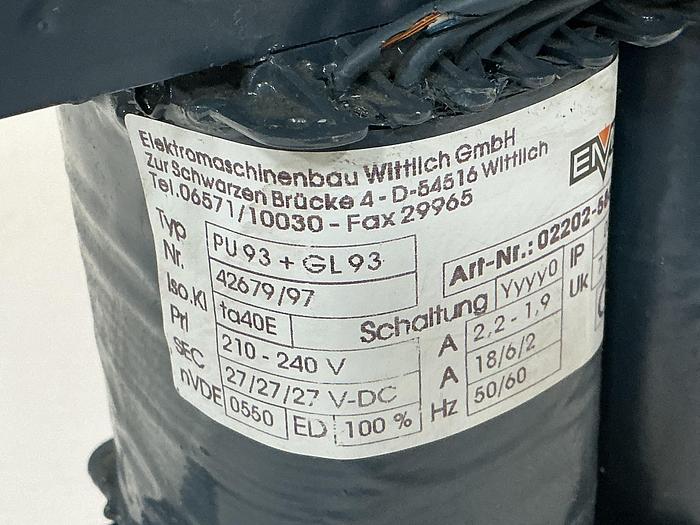 Elektromaschinenbau Wittlich GmbH
Zur Schwarzen Brücke 4 - D-54516 Wittlich
Tel.06571/10030 - Fax 29965
Typ PU 93 + GL 93 Art-Nr.: 02202-
Nr. 42679/97
Iso.Kl ta40E Schaltung Yyyy0 IP
Pri 210 - 240 V A 2,2 - 1,9 Uk
SEC 27/27/27 V-DC A 18/6/2
nVDE 0550 ED 100 % Hz 50/60